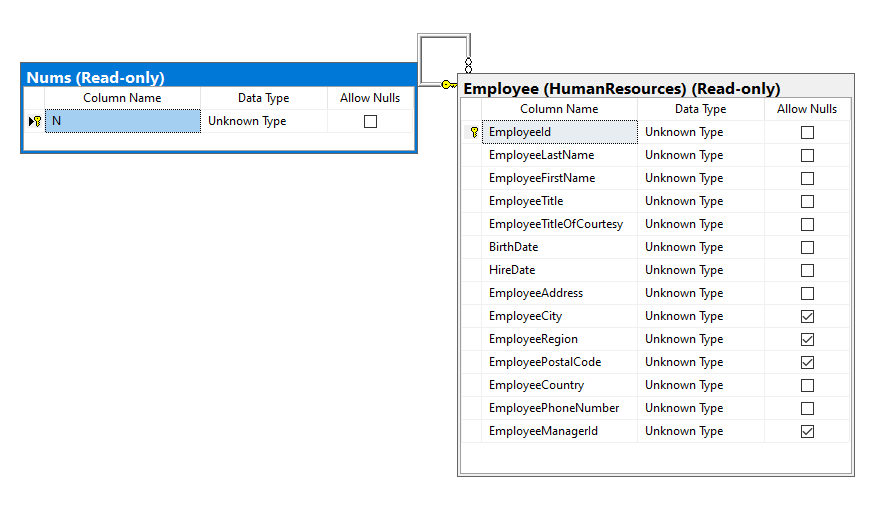 Nums (Read-only)
Column Name Data Type Allow Nulls
N Unknown Type
Employee (HumanResources) (Read-only)
Column Name Data Type Allow Nulls
EmployeeId Unknown Type
EmployeeLastName Unknown Type
EmployeeFirstName Unknown Type
EmployeeTitle Unknown Type
EmployeeTitleOfCourtesy Unknown Type
BirthDate Unknown Type
HireDate Unknown Type
EmployeeAddress Unknown Type
EmployeeCity Unknown Type
EmployeeRegion Unknown Type
EmployeePostalCode Unknown Type
EmployeeCountry Unknown Type
EmployeePhoneNumber Unknown Type
EmployeeManagerId Unknown Type